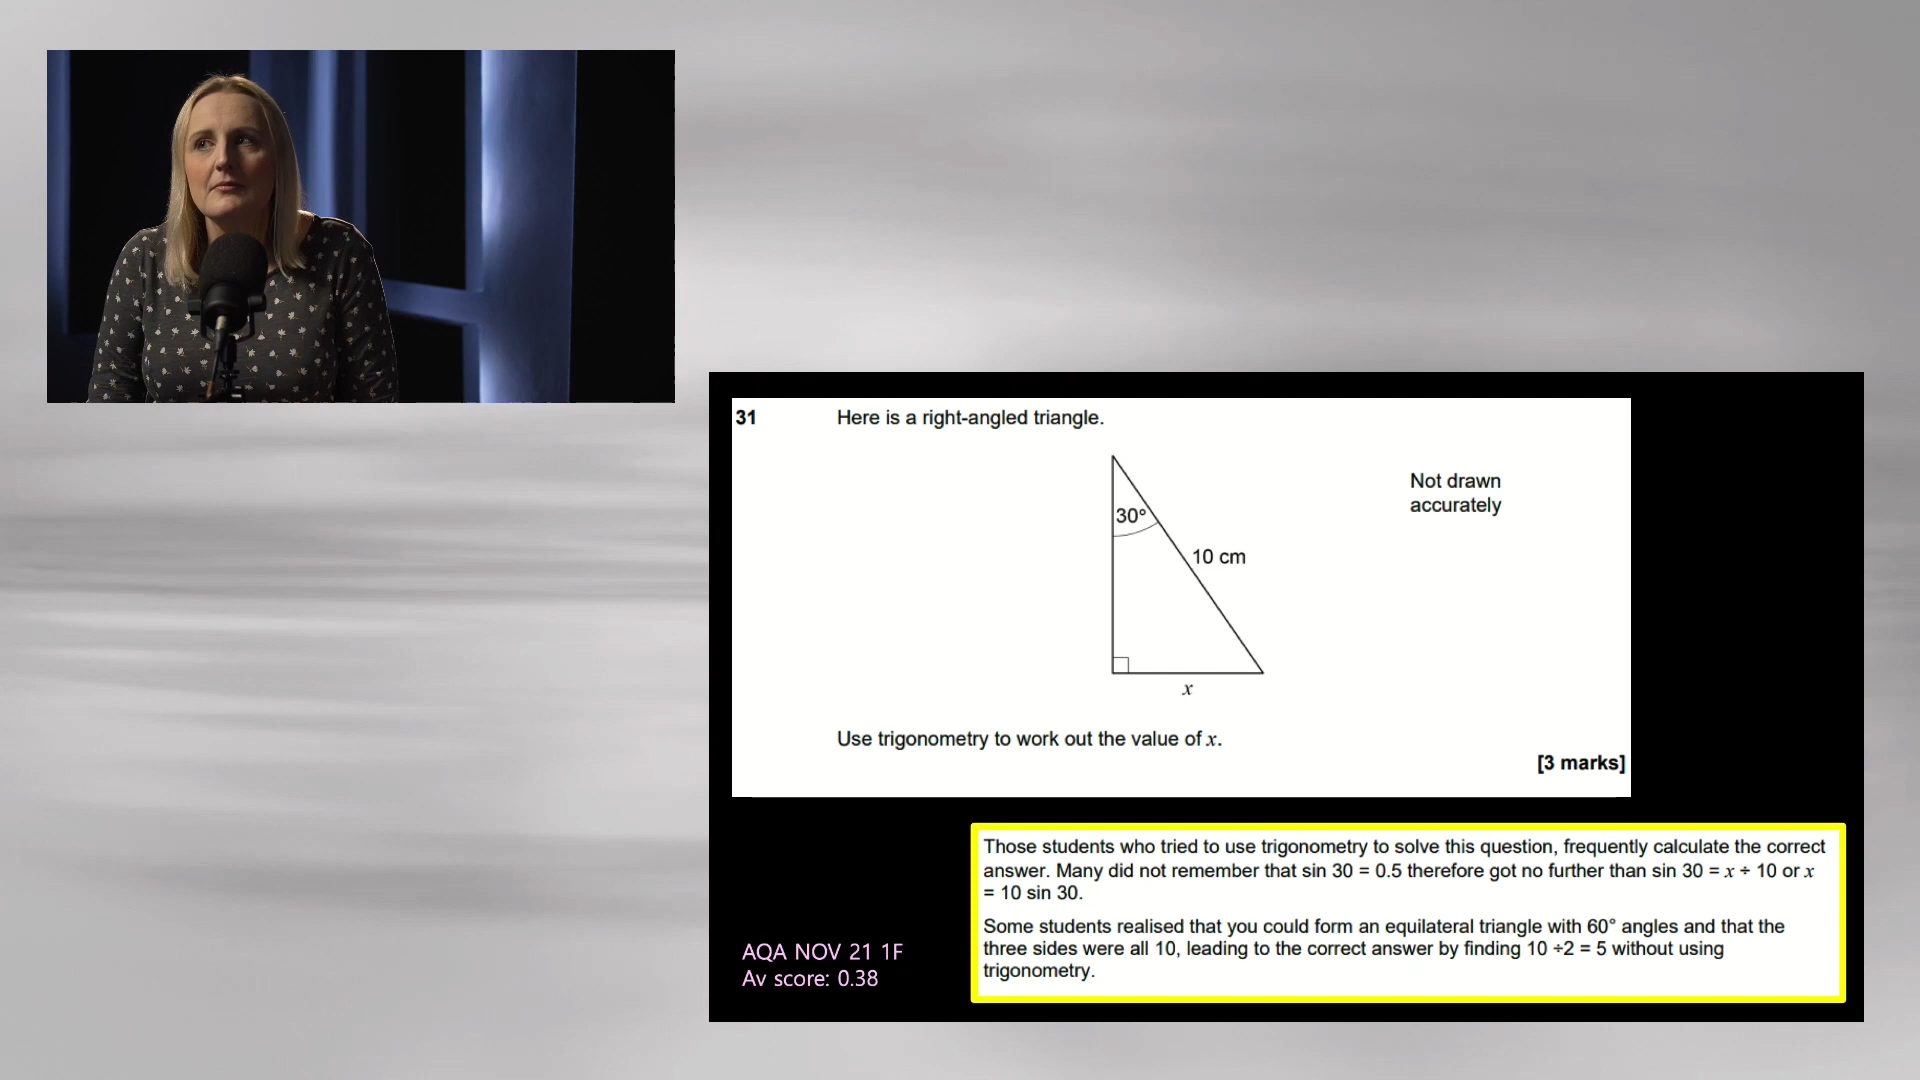 31 Here is a right-angled triangle.
Not drawn
accurately
30°
10 cm
x
Use trigonometry to work out the value of x.
[3 marks]
Those students who tried to use trigonometry to solve this question, frequently calculate the correct
answer. Many did not remember that sin 30 = 0.5 therefore got no further than sin 30 = x ÷ 10 or x
= 10 sin 30.
Some students realised that you could form an equilateral triangle with 60° angles and that the
three sides were all 10, leading to the correct answer by finding 10 ÷2 = 5 without using
trigonometry.
AQA NOV 21 1F
Av score: 0.38